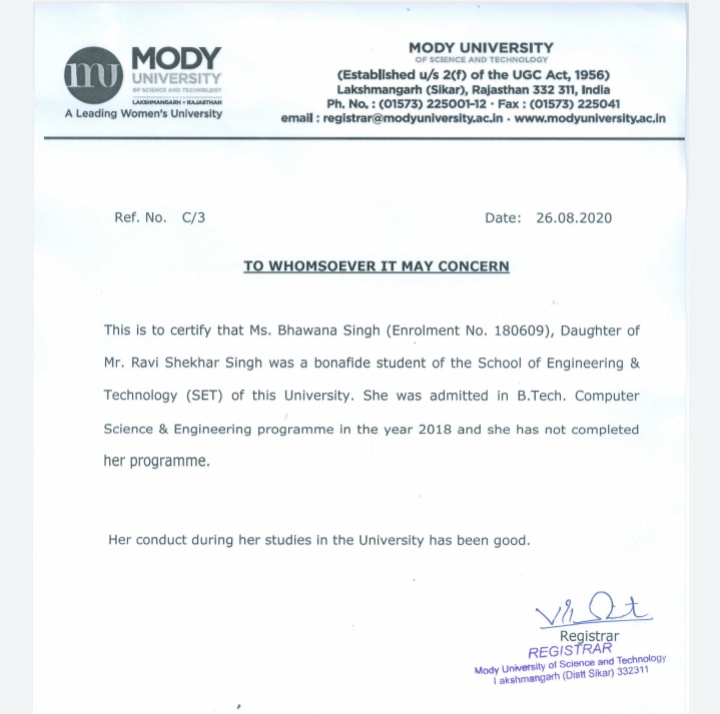 mu
MODY
UNIVERSITY
OF SCIENCE AND TECHNOLOGY
LAKSHMANGARH • RAJASTHAN
A Leading Women's University
MODY UNIVERSITY
OF SCIENCE AND TECHNOLOGY
(Established u/s 2(f) of the UGC Act, 1956)
Lakshmangarh (Sikar), Rajasthan 332 311, India
Ph. No. : (01573) 225001-12 · Fax : (01573) 225041
email : registrar@modyuniversity.ac.in · www.modyuniversity.ac.in
Ref. No. C/3
Date: 26.08.2020
TO WHOMSOEVER IT MAY CONCERN
This is to certify that Ms. Bhawana Singh (Enrolment No. 180609), Daughter of
Mr. Ravi Shekhar Singh was a bonafide student of the School of Engineering &
Technology (SET) of this University. She was admitted in B.Tech. Computer
Science & Engineering programme in the year 2018 and she has not completed
her programme.
Her conduct during her studies in the University has been good.
Registrar
REGISTRAR
Mody University of Science and Technology
Lakshmangarh (Distt Sikar) 332311